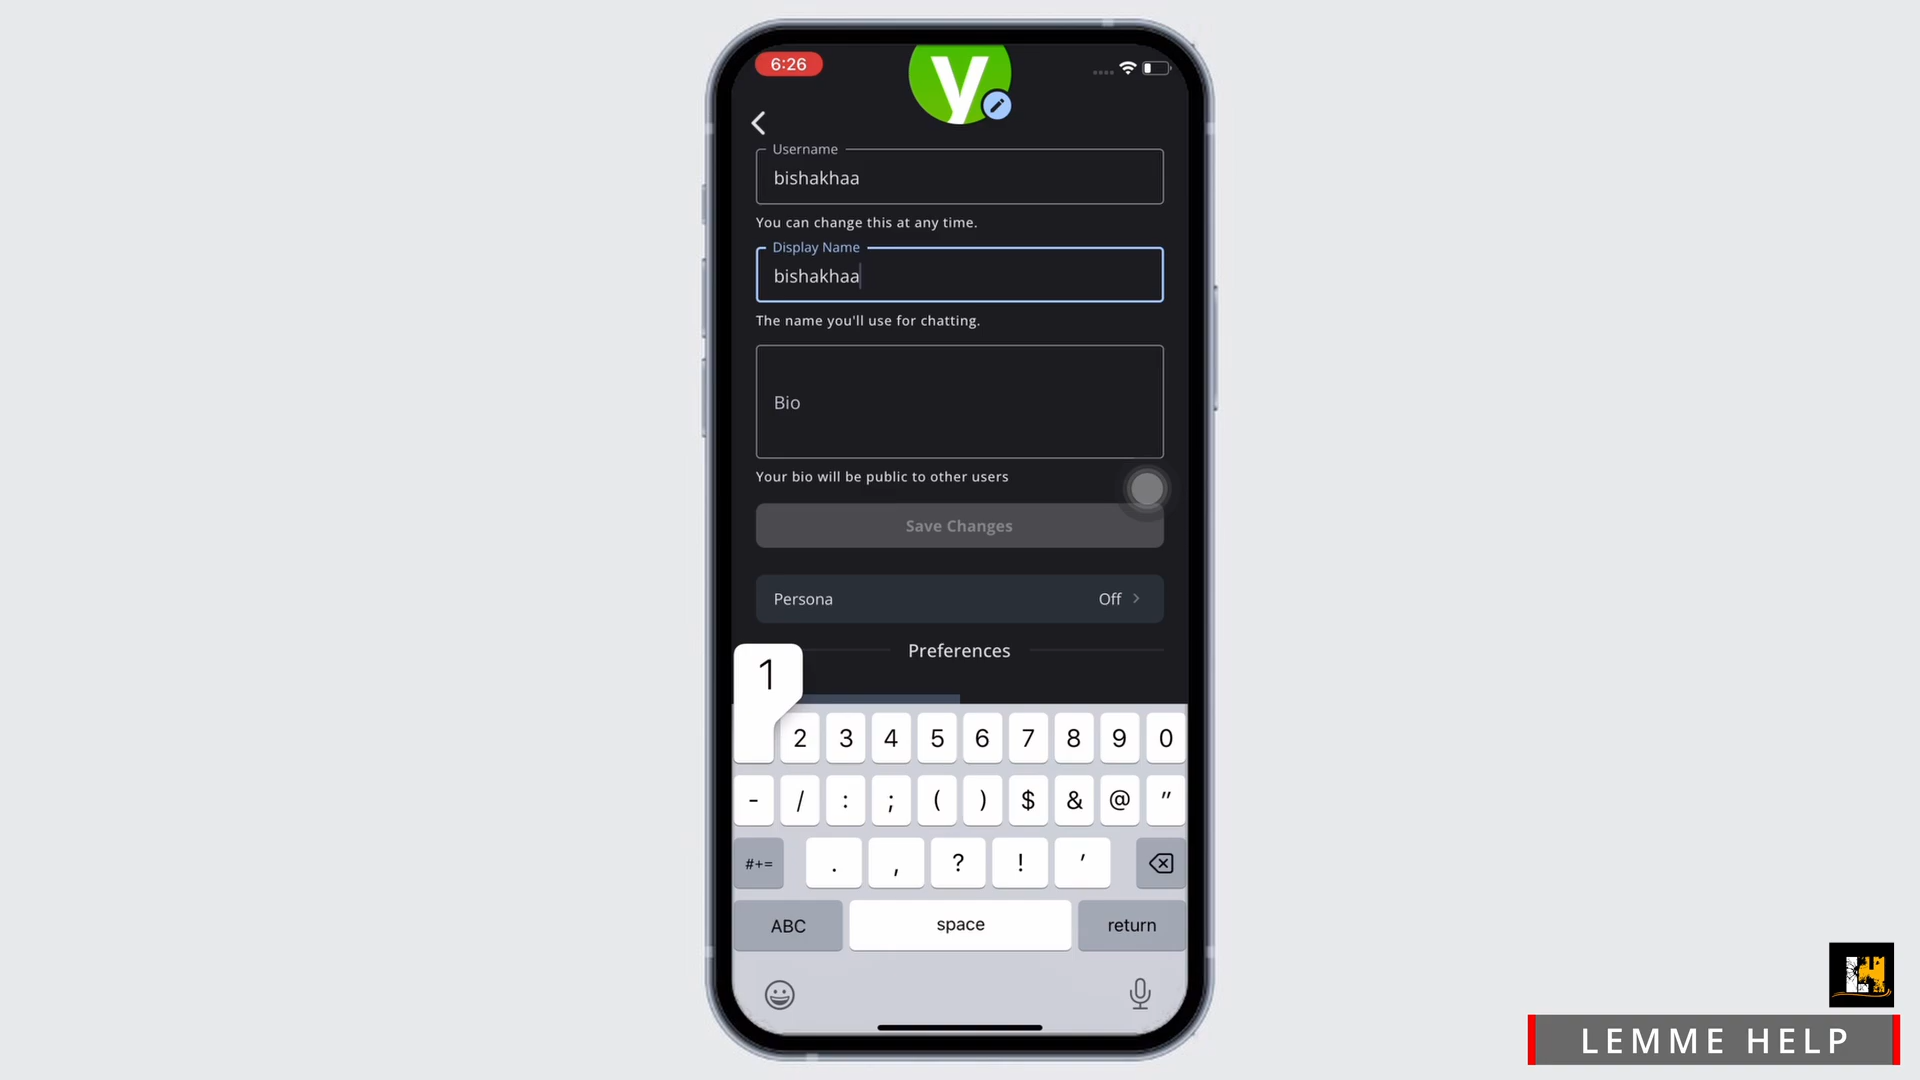 6:26
y
Username
bishakhaa
You can change this at any time.
Display Name
bishakhaa
The name you'll use for chatting.
Bio
Your bio will be public to other users
Save Changes
Persona Off
Preferences
1
2 3 4 5 6 7 8 9 0
- / : ; ( ) $ & @ "
#+= . , ? ! '
ABC space return
LH
LEMME HELP